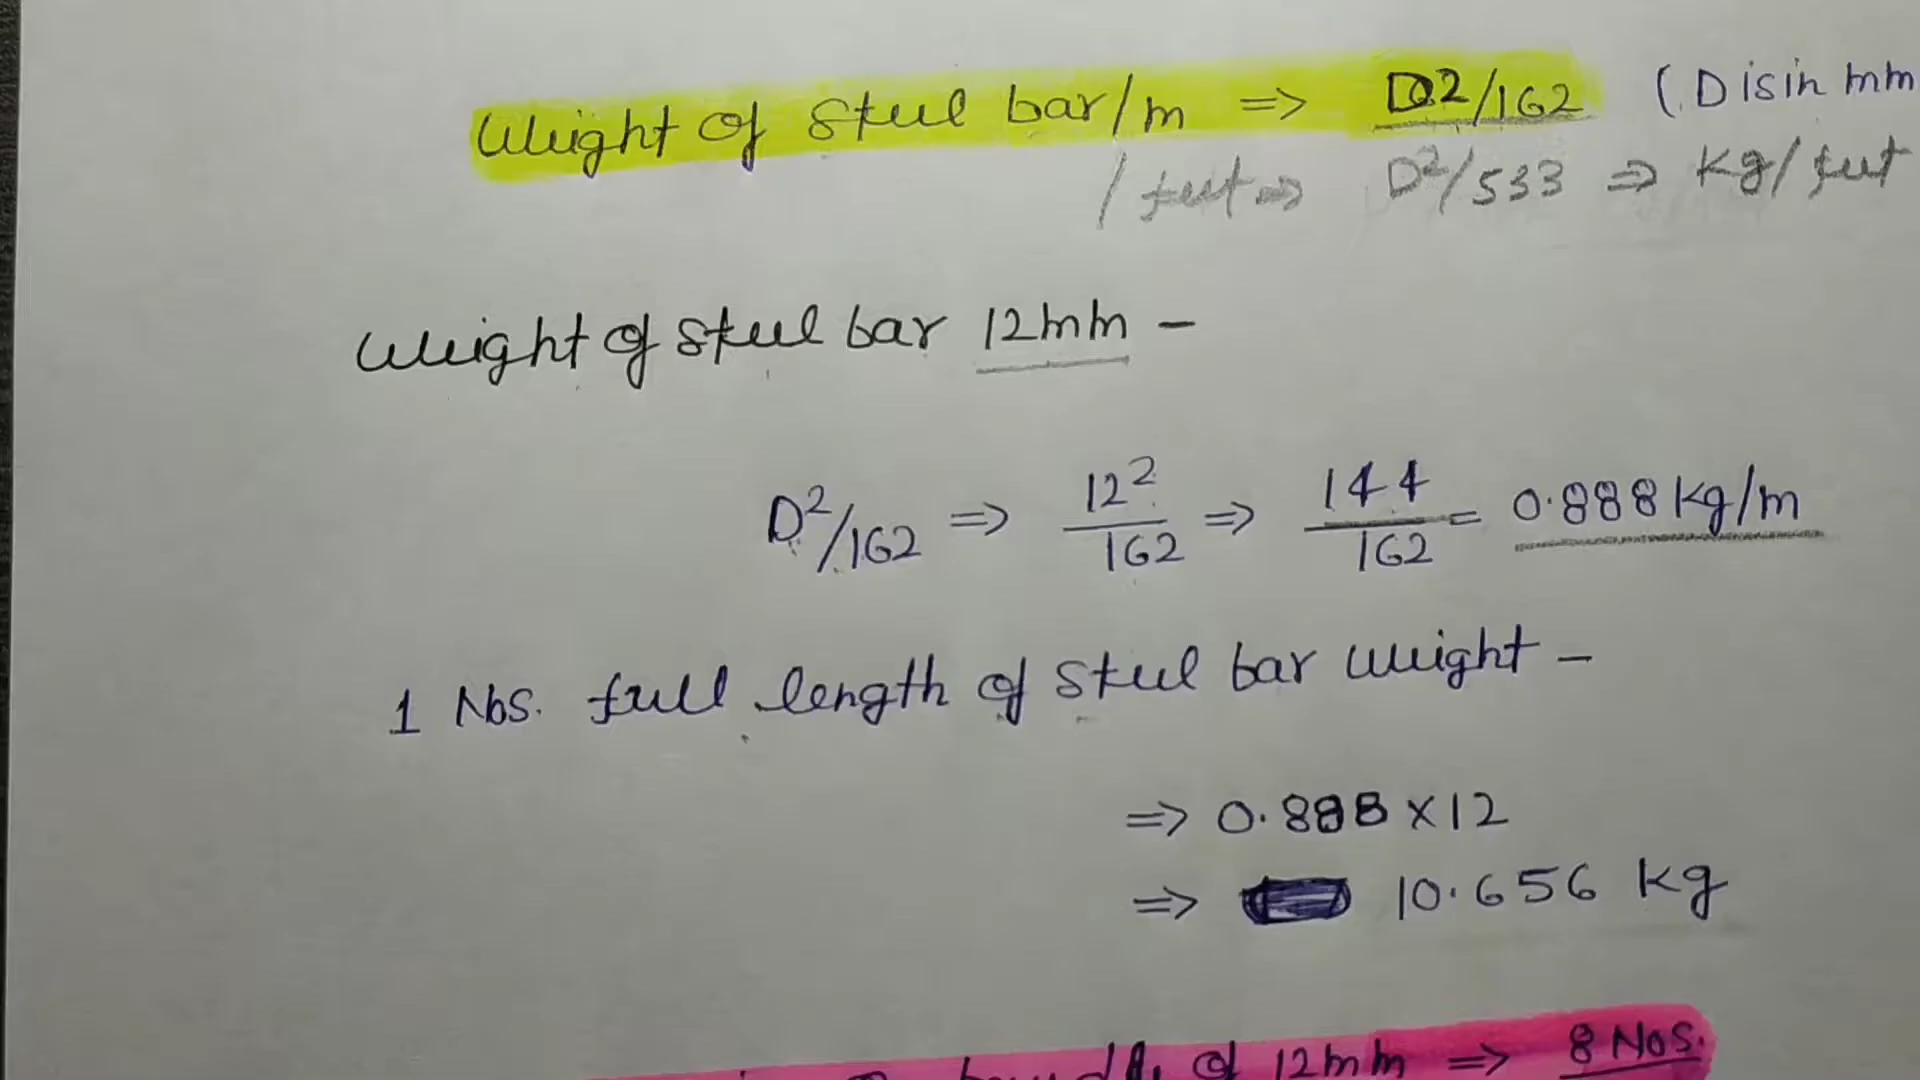 Weight of Steel bar/m => D2/162 (D is in mm
/feet => D²/533 => Kg/feet
Weight of Steel bar 12mm -
D²/162 => 12²/162 => 144/162 = 0.888 kg/m
1 Nos. full length of Steel bar weight -
=> 0.888 x 12
=> 10.656 kg
of 12mm => 8 Nos.